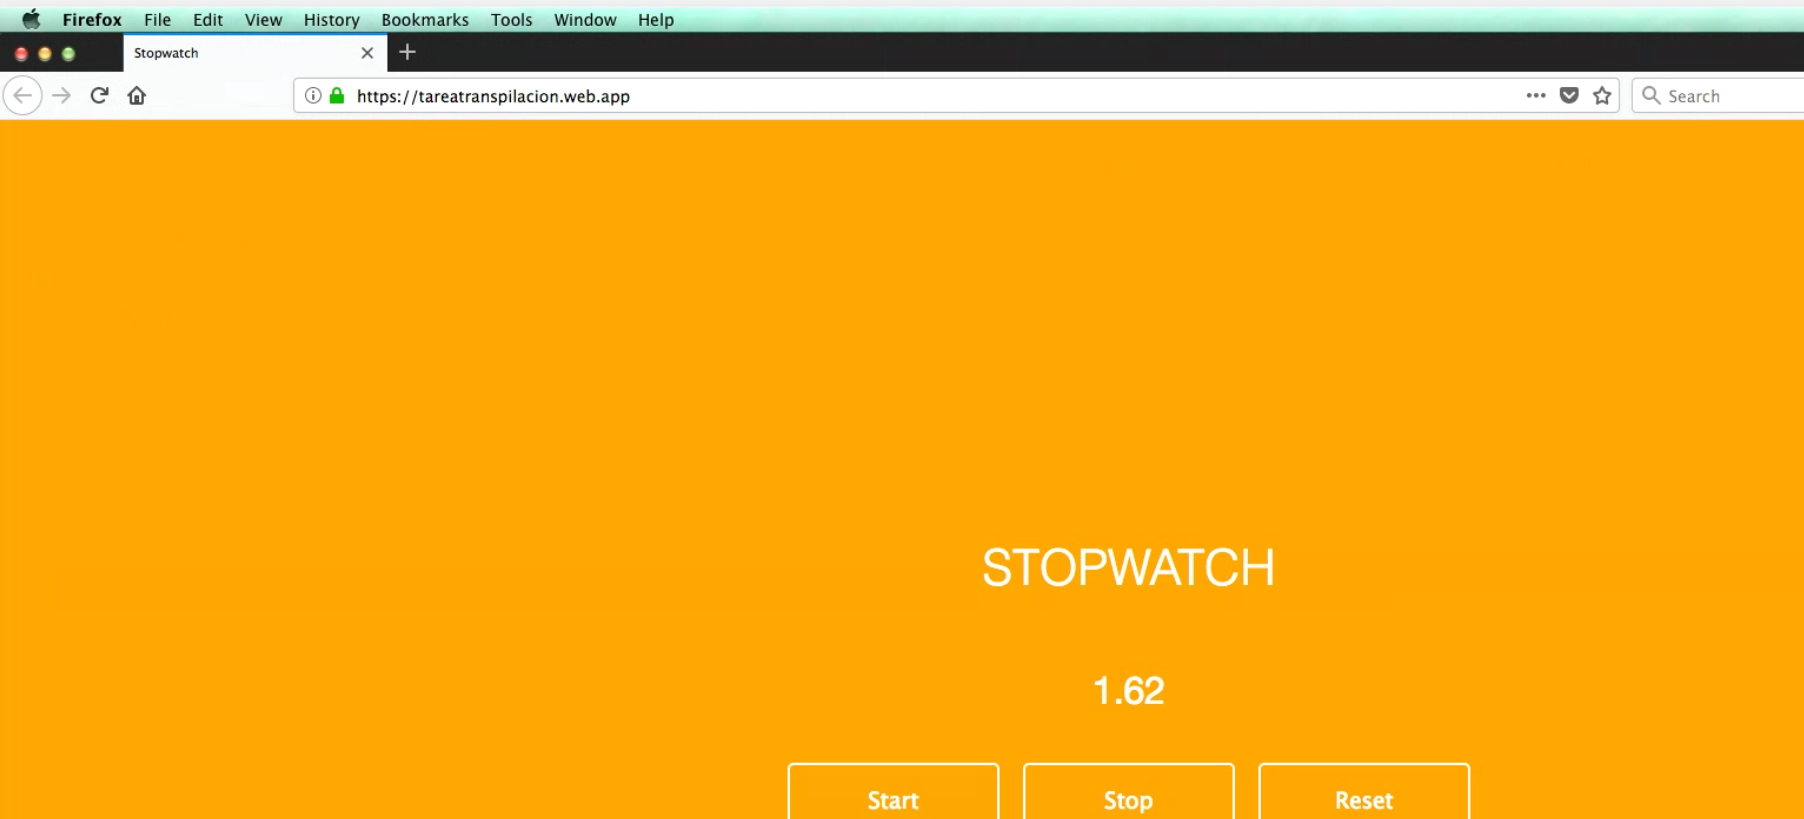 Firefox File Edit View History Bookmarks Tools Window Help
Stopwatch
https://tareatranspilacion.web.app
Search
STOPWATCH
1.62
Start Stop Reset